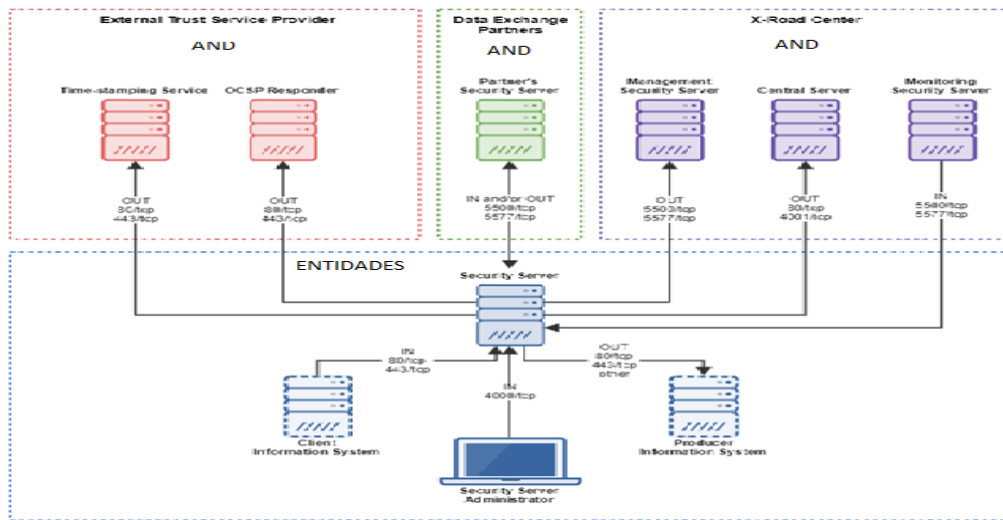 External Trust Service Provider
AND
Time-stamping Service
OCSP Responder
OUT
80/tcp
443/tcp
OUT
80/tcp
443/tcp
Data Exchange
Partners
AND
Partner's
Security Server
IN and/or OUT
5500/tcp
5577/tcp
X-Road Center
AND
Management
Security Server
Central Server
Monitoring
Security Server
OUT
5500/tcp
5577/tcp
OUT
80/tcp
4001/tcp
IN
5500/tcp
5577/tcp
ENTIDADES
Security Server
IN
80/tcp
443/tcp
OUT
80/tcp
443/tcp
other
IN
4000/tcp
Client
Information System
Producer
Information System
Security Server
Administrator